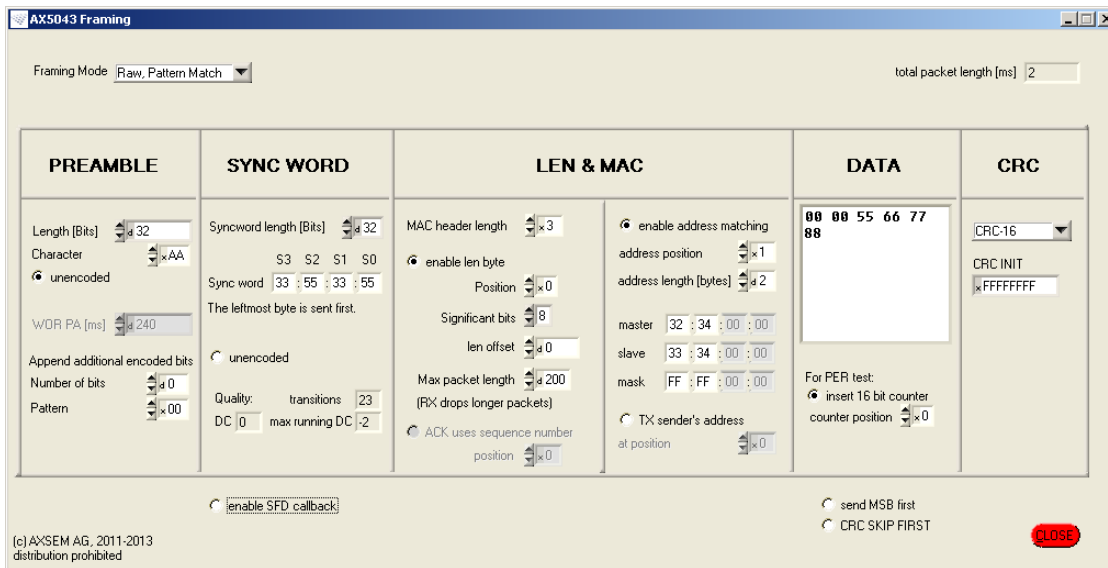 AX5043 Framing
Framing Mode Raw, Pattern Match
total packet length [ms] 2
PREAMBLE
Length [Bits] d 32
Character x AA
unencoded
WOR PA [ms] d 240
Append additional encoded bits
Number of bits d 0
Pattern x 00
SYNC WORD
Syncword length [Bits] d 32
S3 S2 S1 S0
Sync word 33 : 55 : 33 : 55
The leftmost byte is sent first.
unencoded
Quality: transitions 23
DC 0 max running DC -2
enable SFD callback
LEN & MAC
MAC header length x 3
enable len byte
Position x 0
Significant bits 8
len offset d 0
Max packet length d 200
(RX drops longer packets)
ACK uses sequence number
position x 0
enable address matching
address position x 1
address length [bytes] d 2
master 32 : 34 : 00 : 00
slave 33 : 34 : 00 : 00
mask FF : FF : 00 : 00
TX sender's address
at position x 0
DATA
00 00 55 66 77
88
For PER test:
insert 16 bit counter
counter position x 0
send MSB first
CRC SKIP FIRST
CRC
CRC-16
CRC INIT
x FFFFFFFF
CLOSE
(c) AXSEM AG, 2011-2013
distribution prohibited